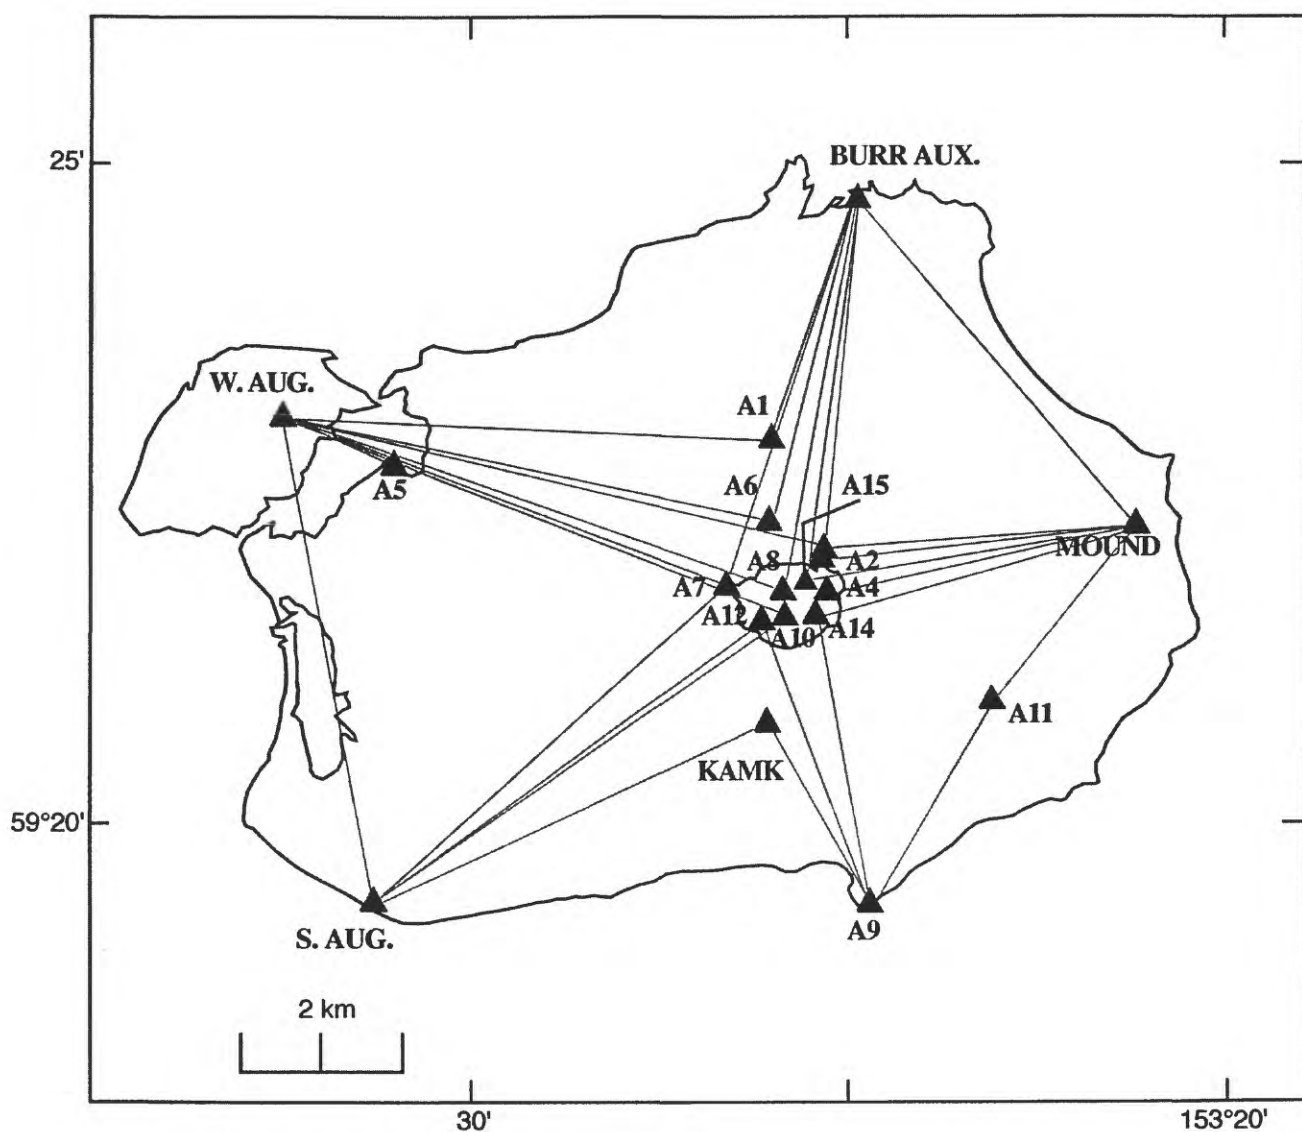 25'
BURR AUX.
W. AUG.
A1
A5
A6
A15
MOUND
A8
A2
A7
A4
A12
A10
A14
A11
KAMK
59°20'
A9
S. AUG.
2 km
30'
153°20'